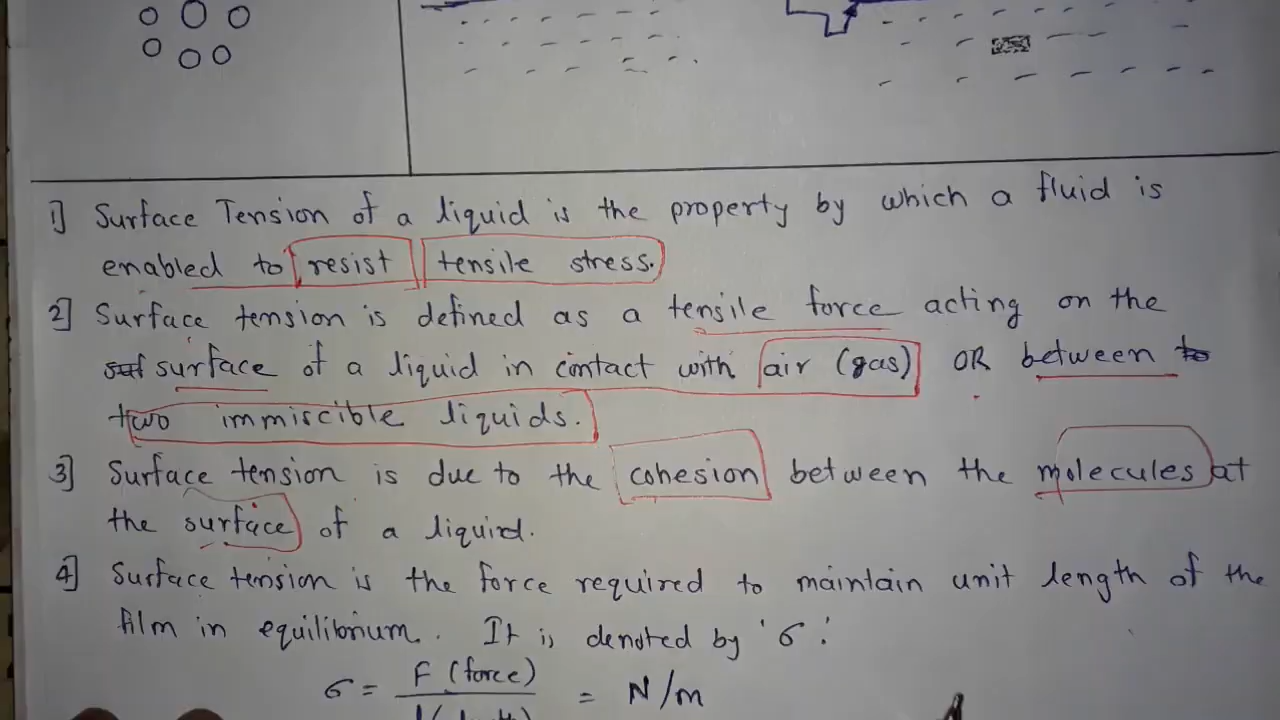 1] Surface Tension of a liquid is the property by which a fluid is
enabled to resist tensile stress.
2] Surface tension is defined as a tensile force acting on the
surface of a liquid in contact with air (gas) OR between
two immiscible liquids.
3] Surface tension is due to the cohesion between the molecules at
the surface of a liquid.
4] Surface tension is the force required to maintain unit length of the
film in equilibrium. It is denoted by 'σ'.
σ = F (force) / l = N/m